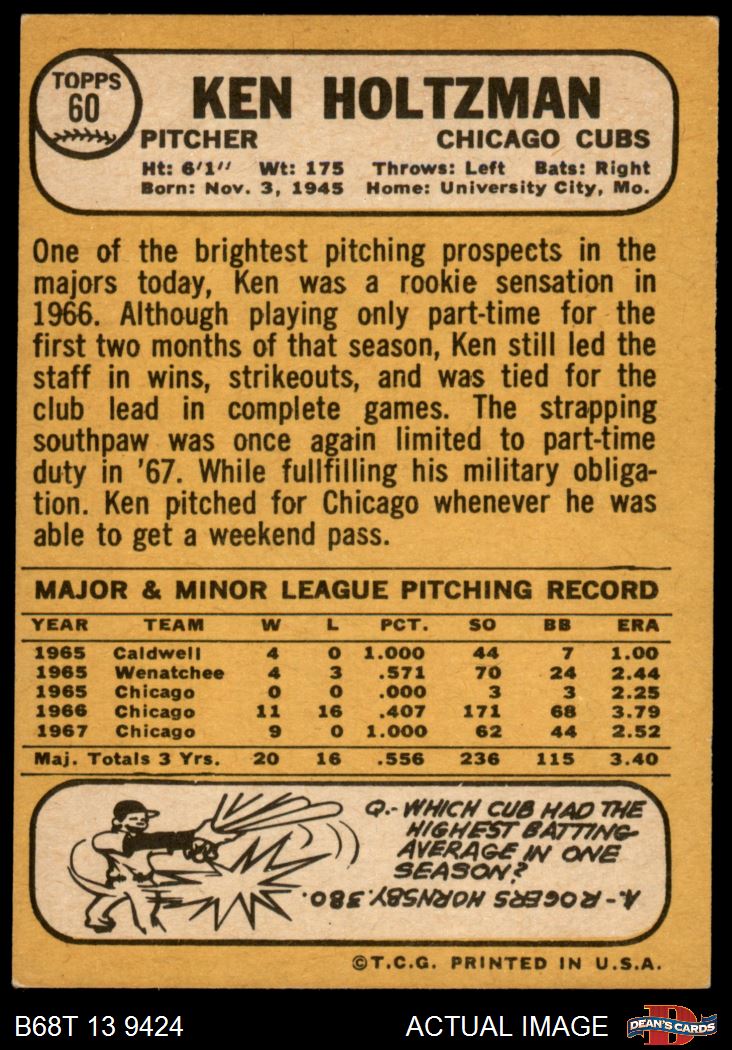 TOPPS
60
KEN HOLTZMAN
PITCHER CHICAGO CUBS
Ht: 6'1" Wt: 175 Throws: Left Bats: Right
Born: Nov. 3, 1945 Home: University City, Mo.
One of the brightest pitching prospects in the
majors today, Ken was a rookie sensation in
1966. Although playing only part-time for the
first two months of that season, Ken still led the
staff in wins, strikeouts, and was tied for the
club lead in complete games. The strapping
southpaw was once again limited to part-time
duty in '67. While fullfilling his military obliga-
tion. Ken pitched for Chicago whenever he was
able to get a weekend pass.
MAJOR & MINOR LEAGUE PITCHING RECORD
YEAR TEAM W L PCT. SO BB ERA
1965 Caldwell 4 0 1.000 44 7 1.00
1965 Wenatchee 4 3 .571 70 24 2.44
1965 Chicago 0 0 .000 3 3 2.25
1966 Chicago 11 16 .407 171 68 3.79
1967 Chicago 9 0 1.000 62 44 2.52
Maj. Totals 3 Yrs. 20 16 .556 236 115 3.40
Q.- WHICH CUB HAD THE
HIGHEST BATTING
AVERAGE IN ONE
SEASON?
A.- ROGERS HORNSBY. 380.
©T.C.G. PRINTED IN U.S.A.
B68T 13 9424 ACTUAL IMAGE D DEAN'S CARDS